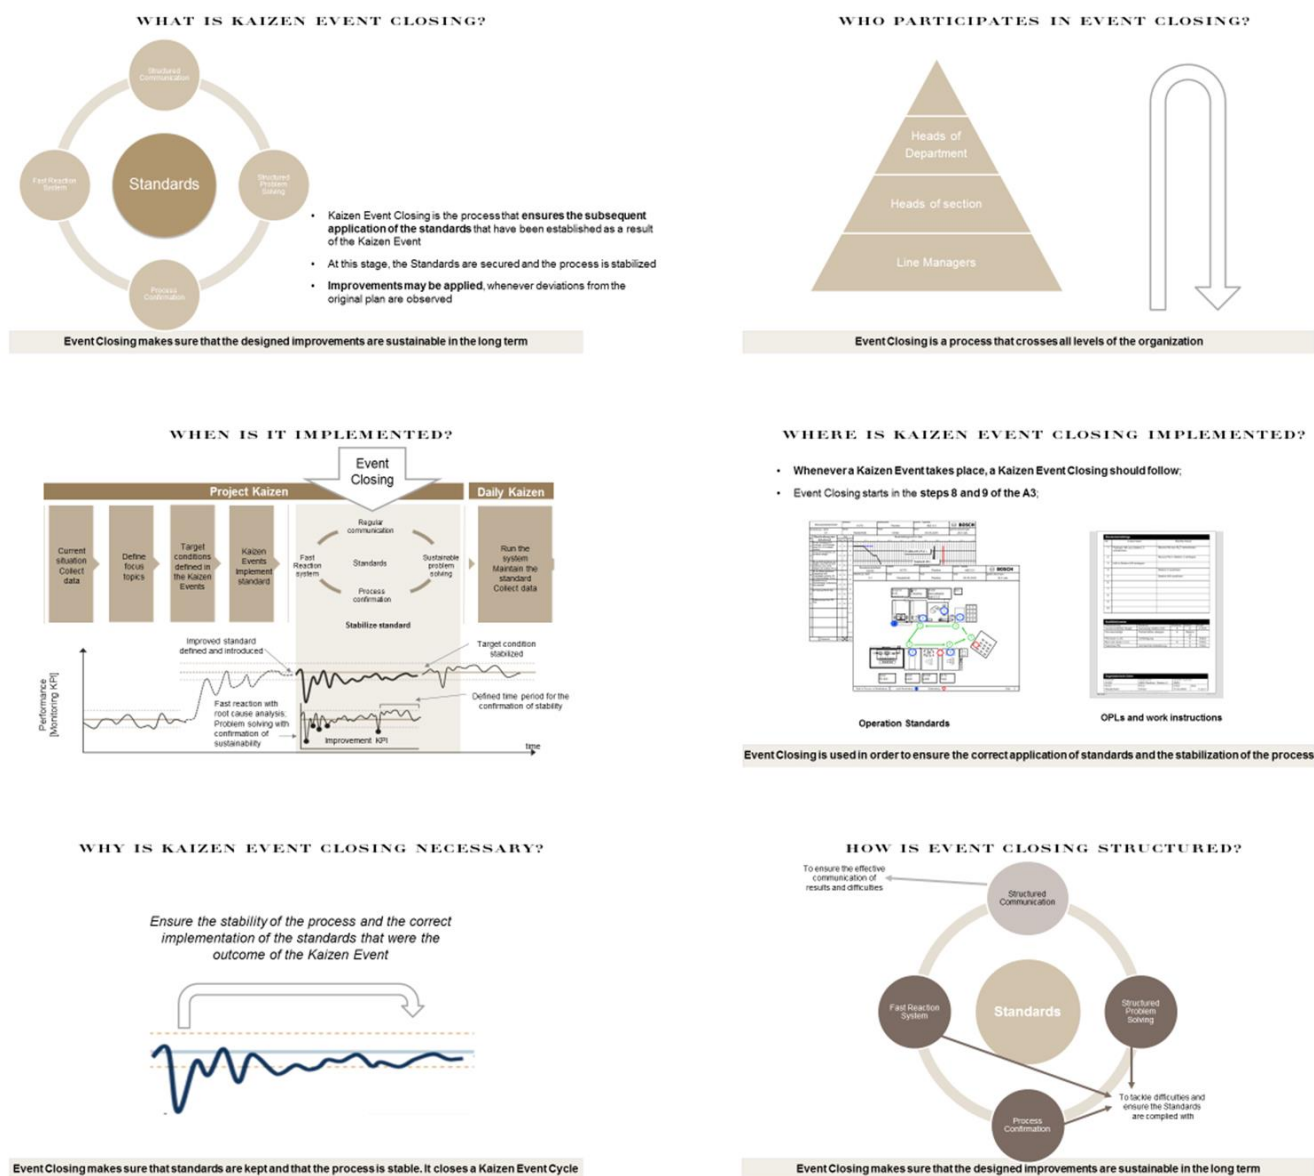 WHAT IS KAIZEN EVENT CLOSING?
Structured
Communication
Fast Reaction
System
Standards
Structured
Problem
Solving
Process
Confirmation
• Kaizen Event Closing is the process that ensures the subsequent
application of the standards that have been established as a result
of the Kaizen Event
• At this stage, the Standards are secured and the process is stabilized
• Improvements may be applied, whenever deviations from the
original plan are observed
Event Closing makes sure that the designed improvements are sustainable in the long term
WHO PARTICIPATES IN EVENT CLOSING?
Heads of
Department
Heads of section
Line Managers
Event Closing is a process that crosses all levels of the organization
WHEN IS IT IMPLEMENTED?
Event
Closing
Project Kaizen
Daily Kaizen
Current
situation
Collect
data
Define
focus
topics
Target
conditions
defined in
the Kaizen
Events
Kaizen
Events
Implement
standard
Regular
communication
Fast
Reaction
system
Standards
Sustainable
problem
solving
Process
confirmation
Stabilize standard
Run the
system
Maintain the
standard
Collect data
Improved standard
defined and introduced
Target condition
stabilized
Performance
[Monitoring KPI]
Fast reaction with
root cause analysis;
Problem solving with
confirmation of
sustainability
Defined time period for the
confirmation of stability
Improvement KPI
time
WHERE IS KAIZEN EVENT CLOSING IMPLEMENTED?
• Whenever a Kaizen Event takes place, a Kaizen Event Closing should follow;
• Event Closing starts in the steps 8 and 9 of the A3;
BOSCH
BOSCH
Operation Standards
OPLs and work instructions
Event Closing is used in order to ensure the correct application of standards and the stabilization of the process
WHY IS KAIZEN EVENT CLOSING NECESSARY?
Ensure the stability of the process and the correct
implementation of the standards that were the
outcome of the Kaizen Event
Event Closing makes sure that standards are kept and that the process is stable. It closes a Kaizen Event Cycle
HOW IS EVENT CLOSING STRUCTURED?
To ensure the effective
communication of
results and difficulties
Structured
Communication
Fast Reaction
System
Standards
Structured
Problem
Solving
Process
Confirmation
To tackle difficulties and
ensure the Standards
are complied with
Event Closing makes sure that the designed improvements are sustainable in the long term